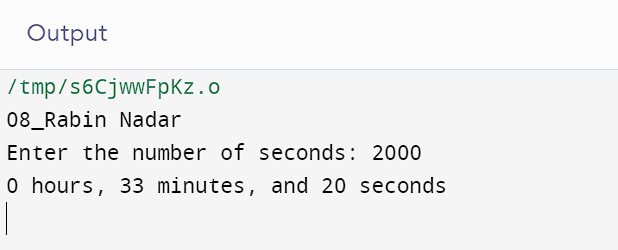 Output
/tmp/s6CjwwFpKz.o
08_Rabin Nadar
Enter the number of seconds: 2000
0 hours, 33 minutes, and 20 seconds